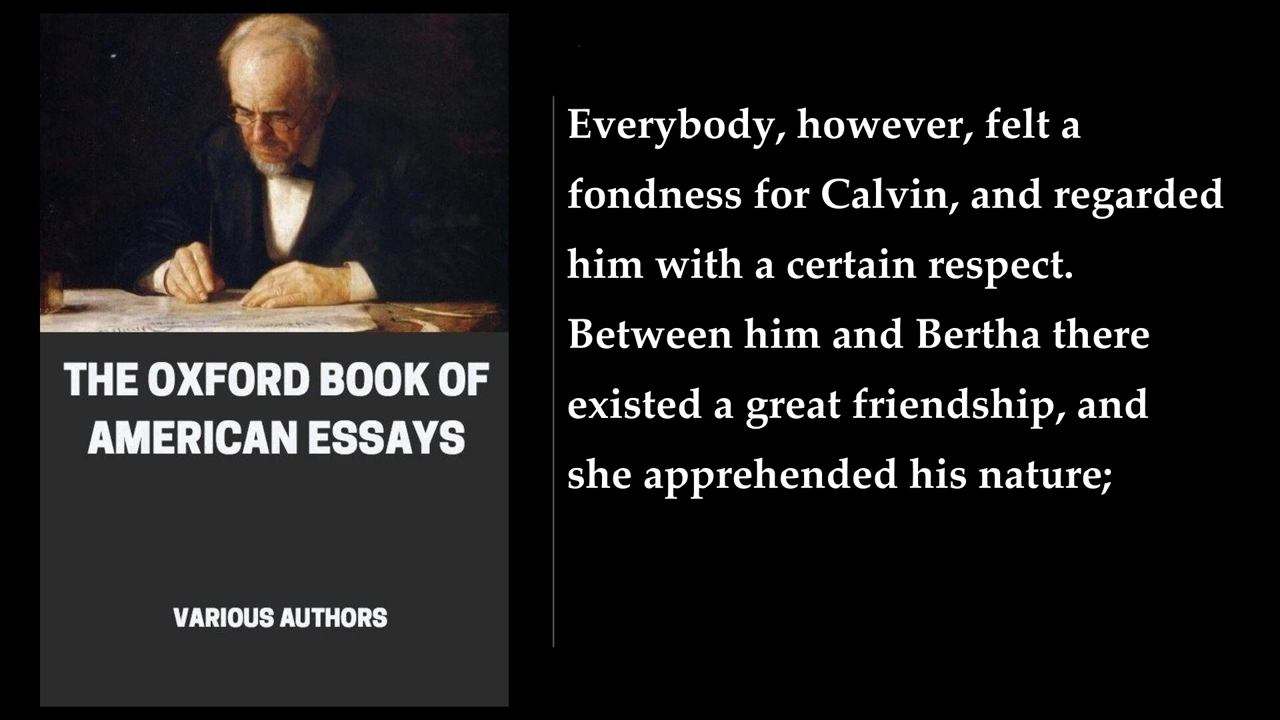 THE OXFORD BOOK OF
AMERICAN ESSAYS
VARIOUS AUTHORS
Everybody, however, felt a
fondness for Calvin, and regarded
him with a certain respect.
Between him and Bertha there
existed a great friendship, and
she apprehended his nature;